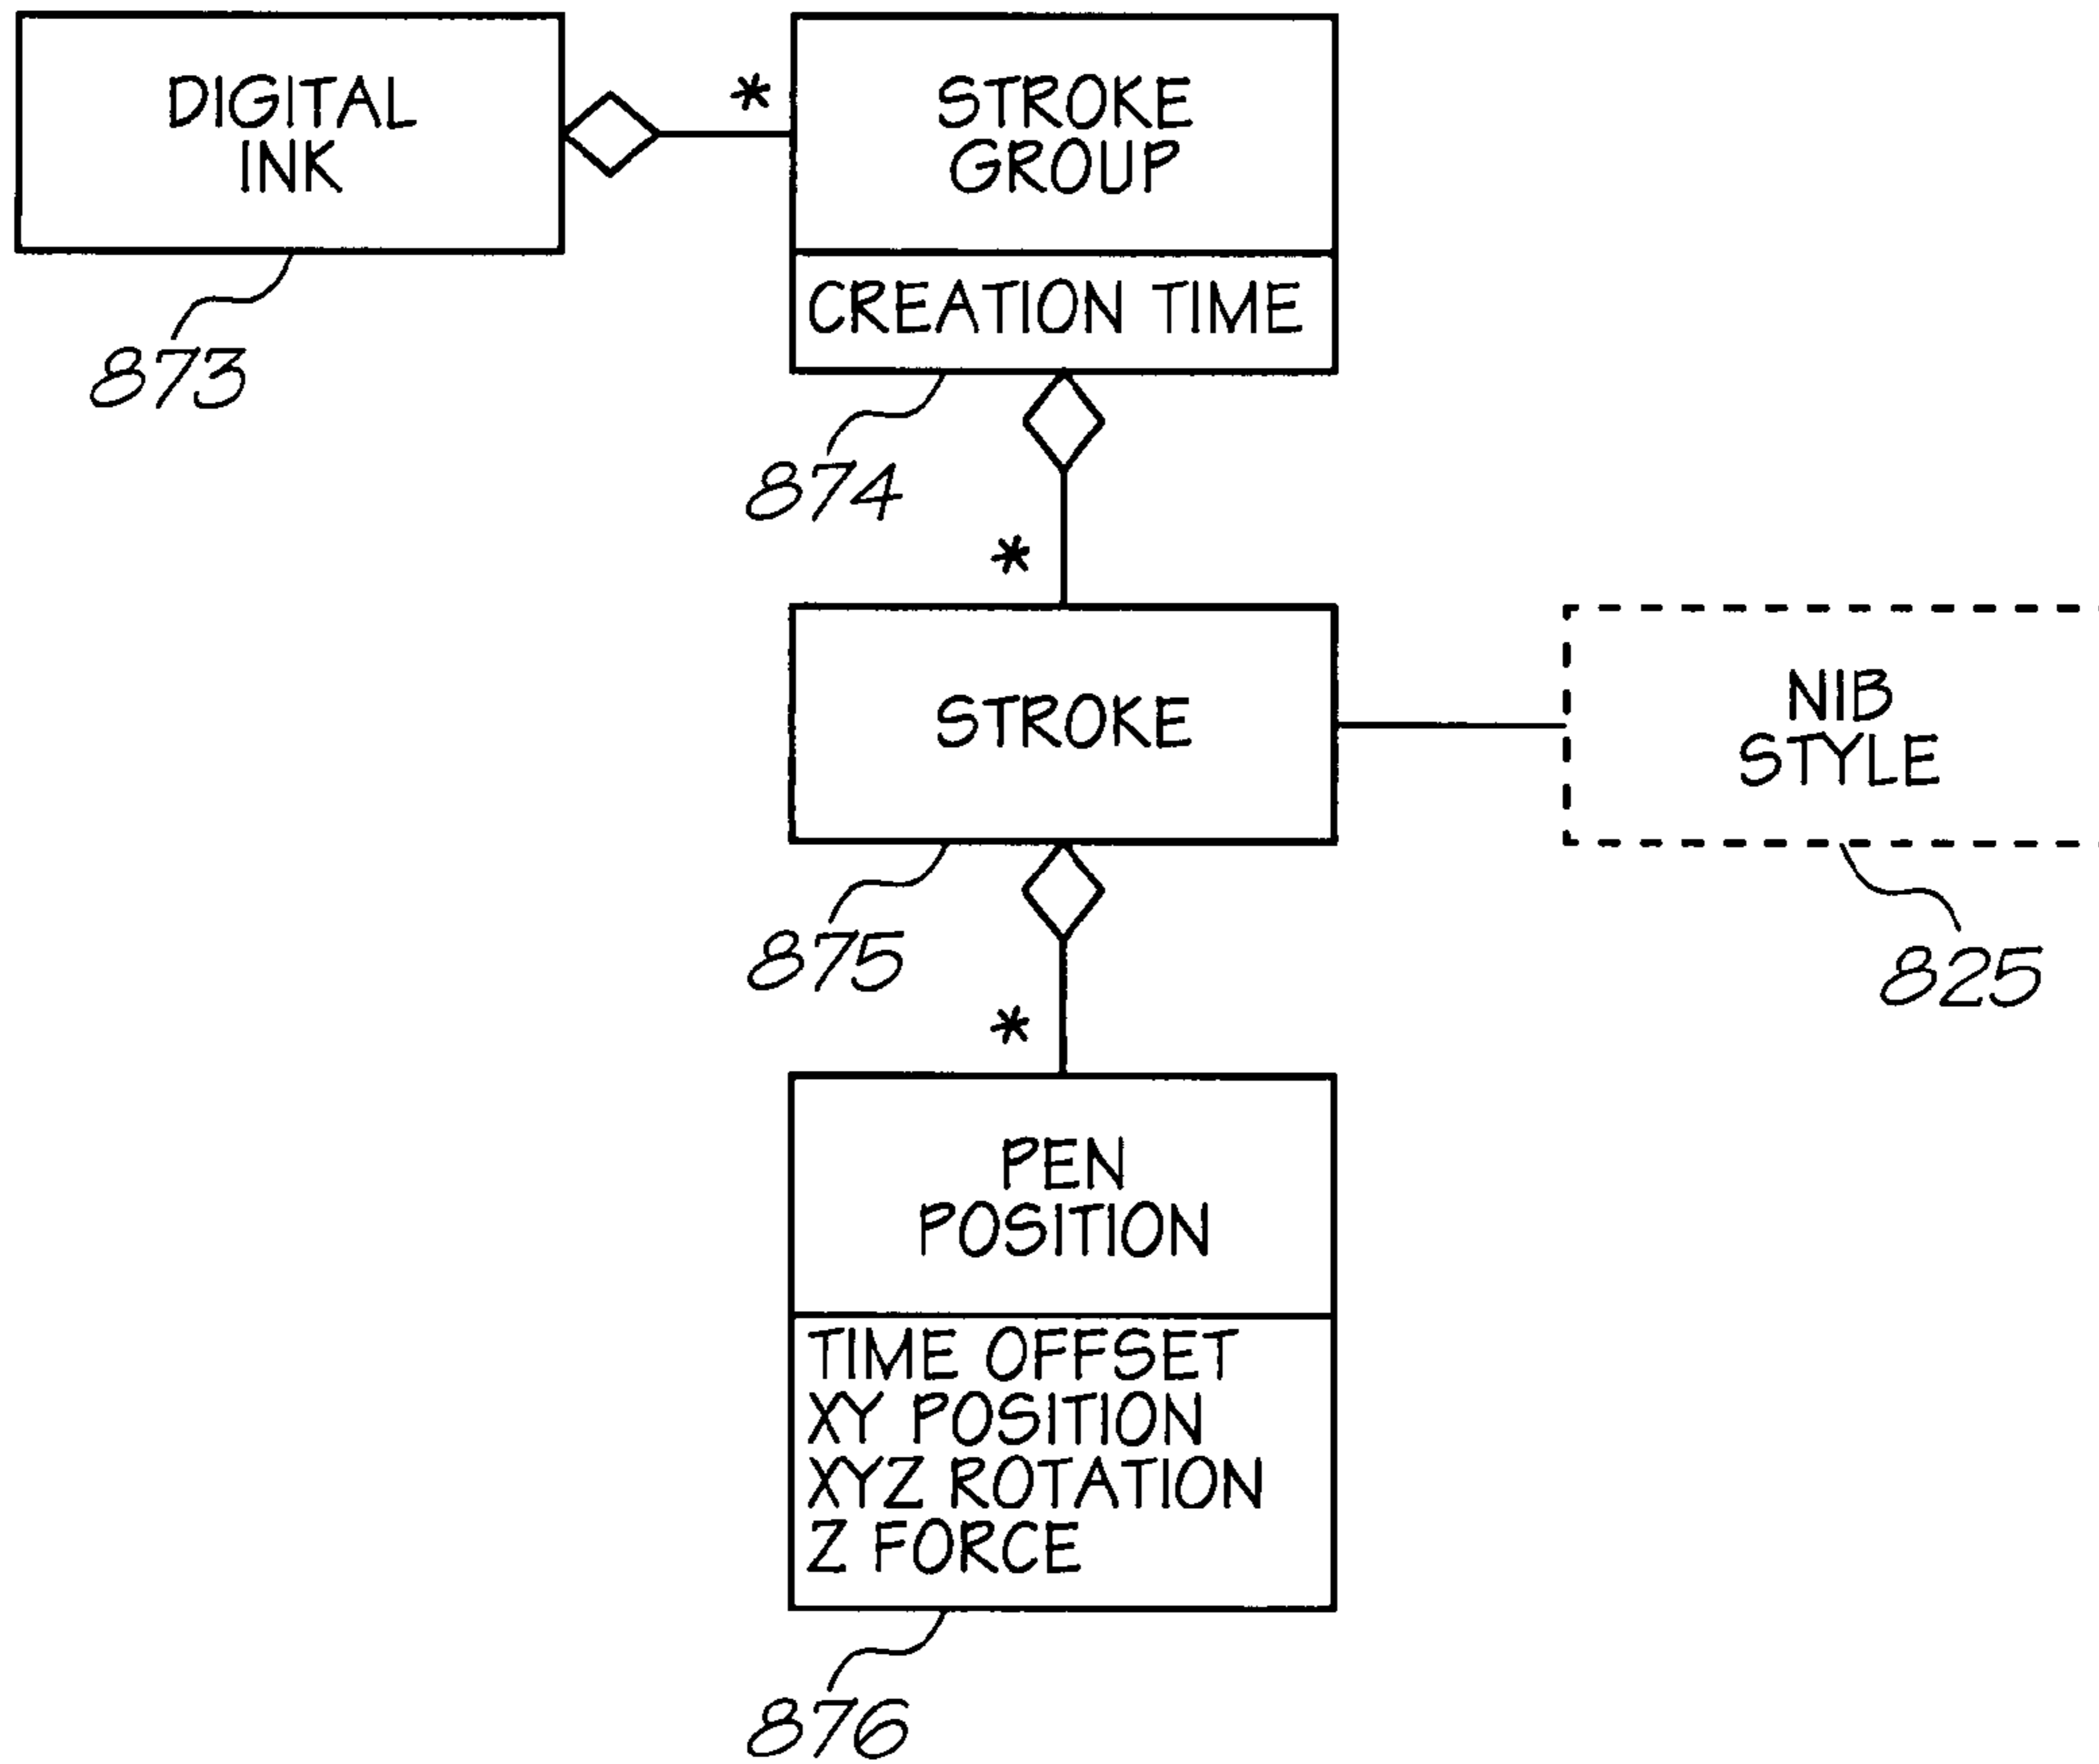 DIGITAL
INK
*
STROKE
GROUP
CREATION TIME
873
874
*
STROKE
NIB
STYLE
875
825
*
PEN
POSITION
TIME OFFSET
XY POSITION
XYZ ROTATION
Z FORCE
876